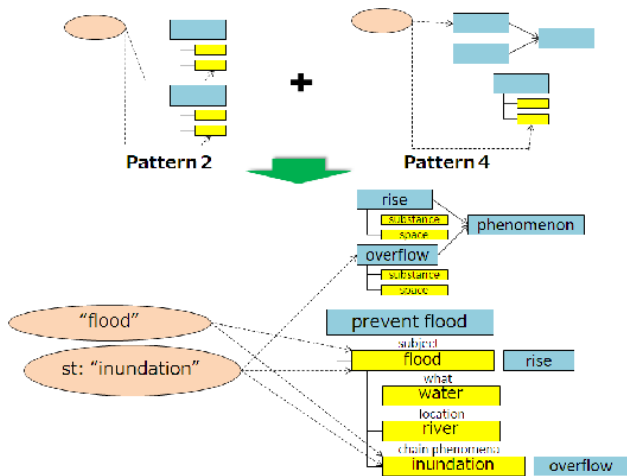 Pattern 2
Pattern 4
rise
substance
space
phenomenon
overflow
substance
space
"flood"
st: "inundation"
prevent flood
subject
flood
rise
what
water
location
river
chain phenomena
inundation
overflow